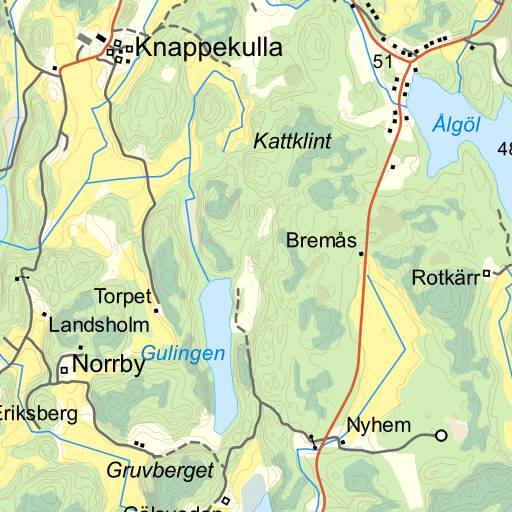 Knappekulla
51
Ålgöl
Kattklint
48
Bremås
Rotkärr
Torpet
Landsholm
Gulingen
Norrby
Eriksberg
Nyhem
Gruvberget